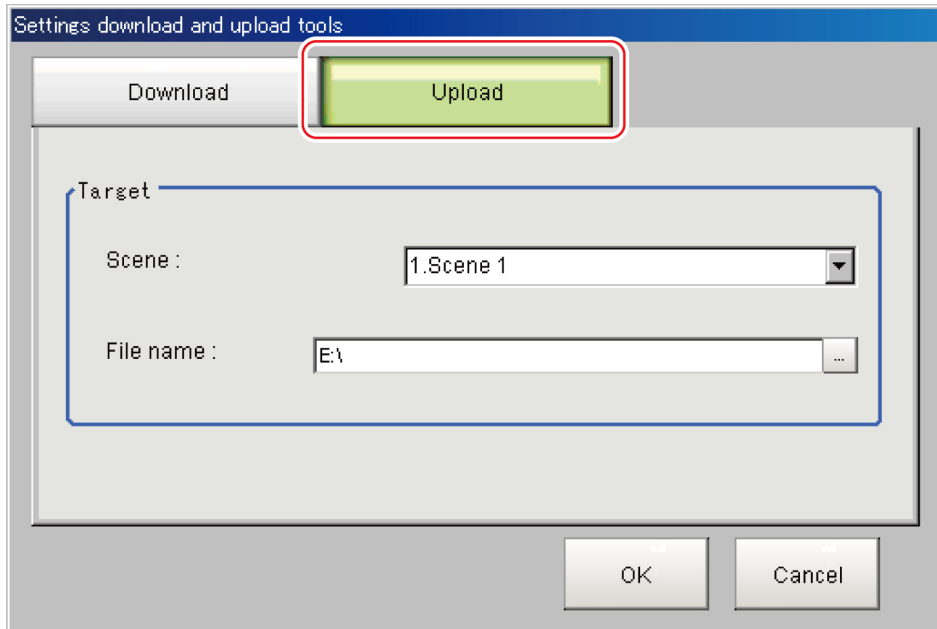 Settings download and upload tools
Download
Upload
Target
Scene :
1.Scene 1
File name :
E:\
...
OK
Cancel